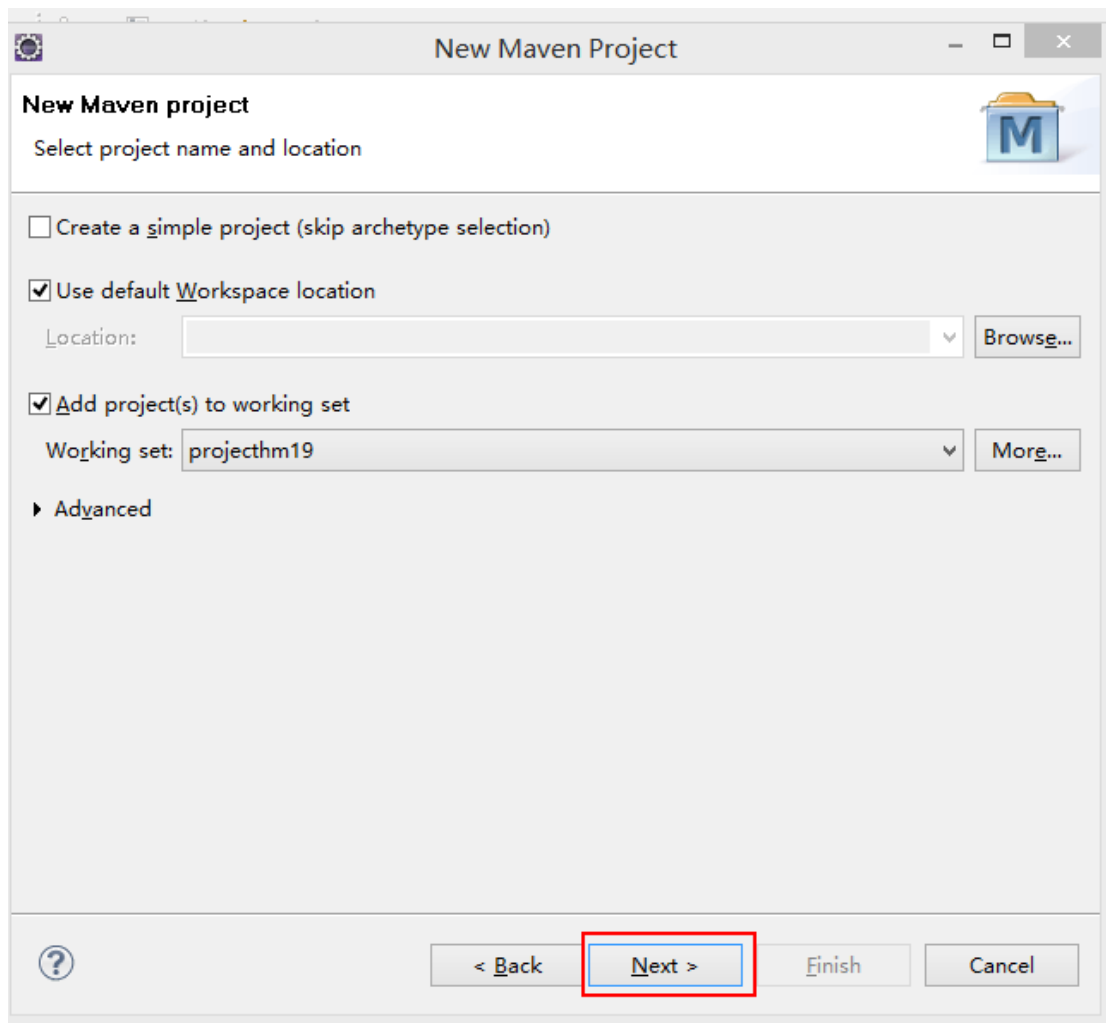 New Maven Project
New Maven project
Select project name and location
M
Create a simple project (skip archetype selection)
Use default Workspace location
Location:
Browse...
Add project(s) to working set
Working set: projecthm19
More...
Advanced
?
< Back
Next >
Finish
Cancel